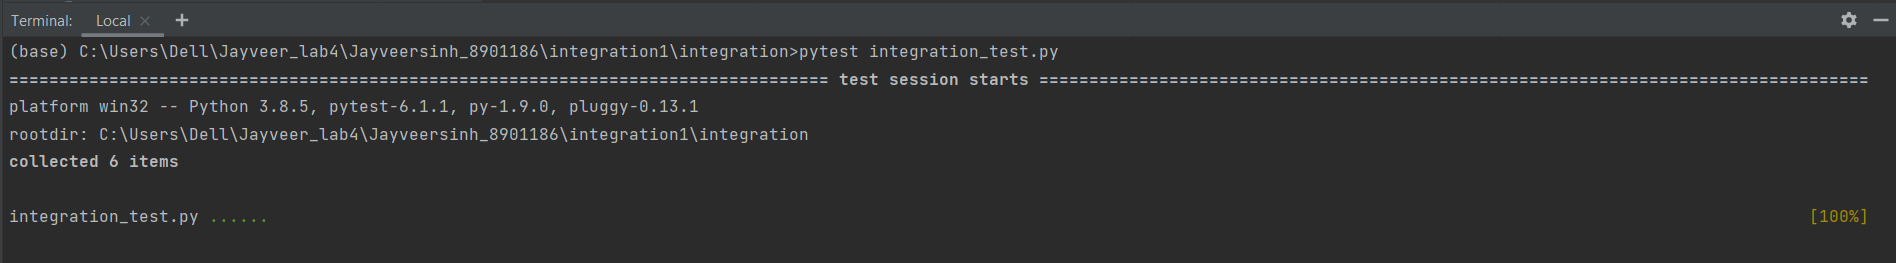 Terminal: Local × +
(base) C:\Users\Dell\Jayveer_lab4\Jayveersinh_8901186\integration1\integration>pytest integration_test.py
=================================================================================== test session starts ===================================================================================
platform win32 -- Python 3.8.5, pytest-6.1.1, py-1.9.0, pluggy-0.13.1
rootdir: C:\Users\Dell\Jayveer_lab4\Jayveersinh_8901186\integration1\integration
collected 6 items
integration_test.py ...... [100%]